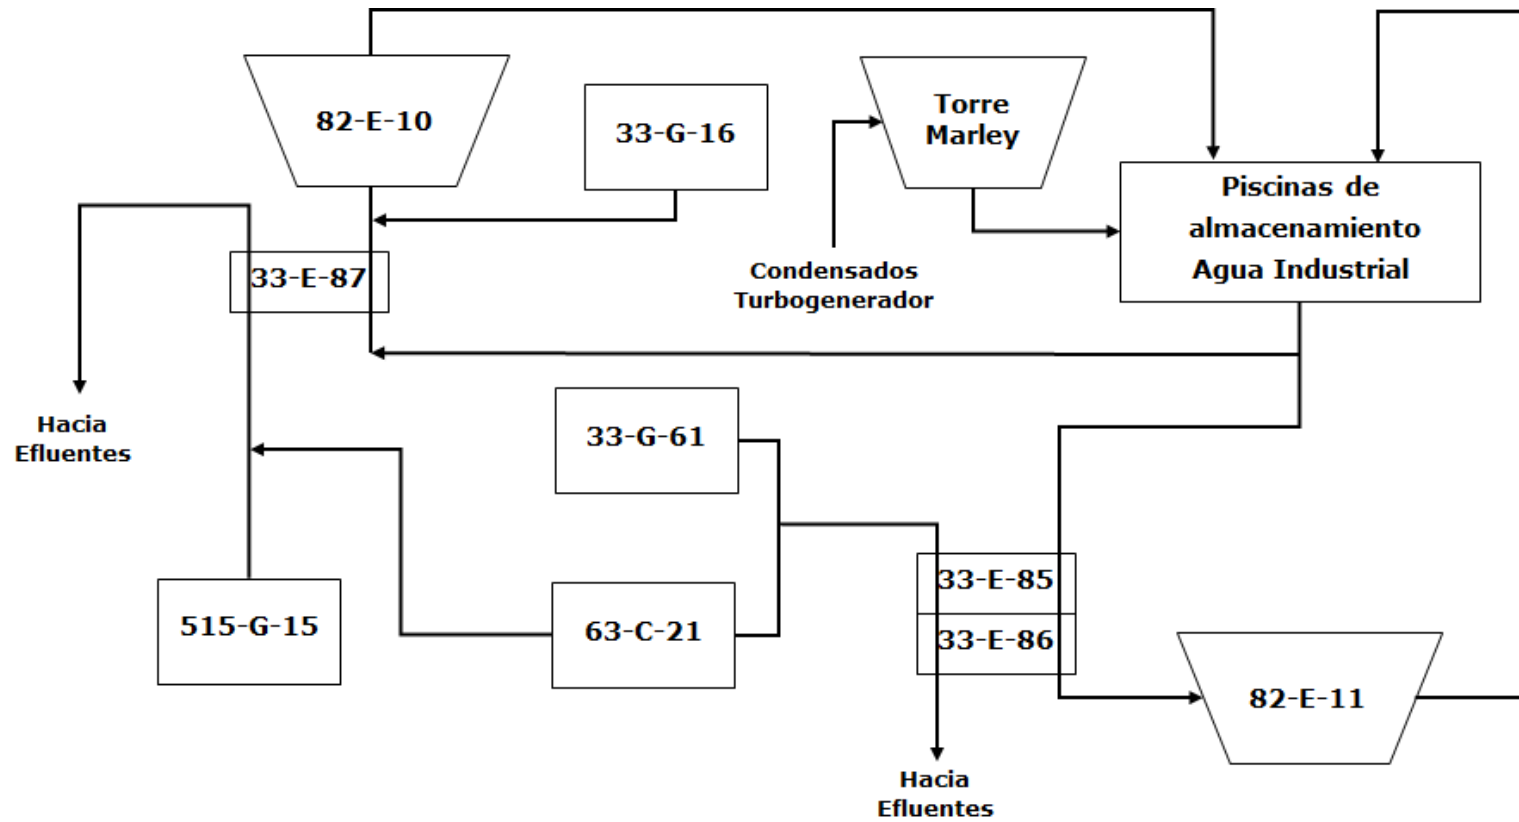 82-E-10
33-G-16
Torre
Marley
Piscinas de
almacenamiento
Agua Industrial
33-E-87
Condensados
Turbogenerador
Hacia
Efluentes
33-G-61
515-G-15
63-C-21
33-E-85
33-E-86
82-E-11
Hacia
Efluentes